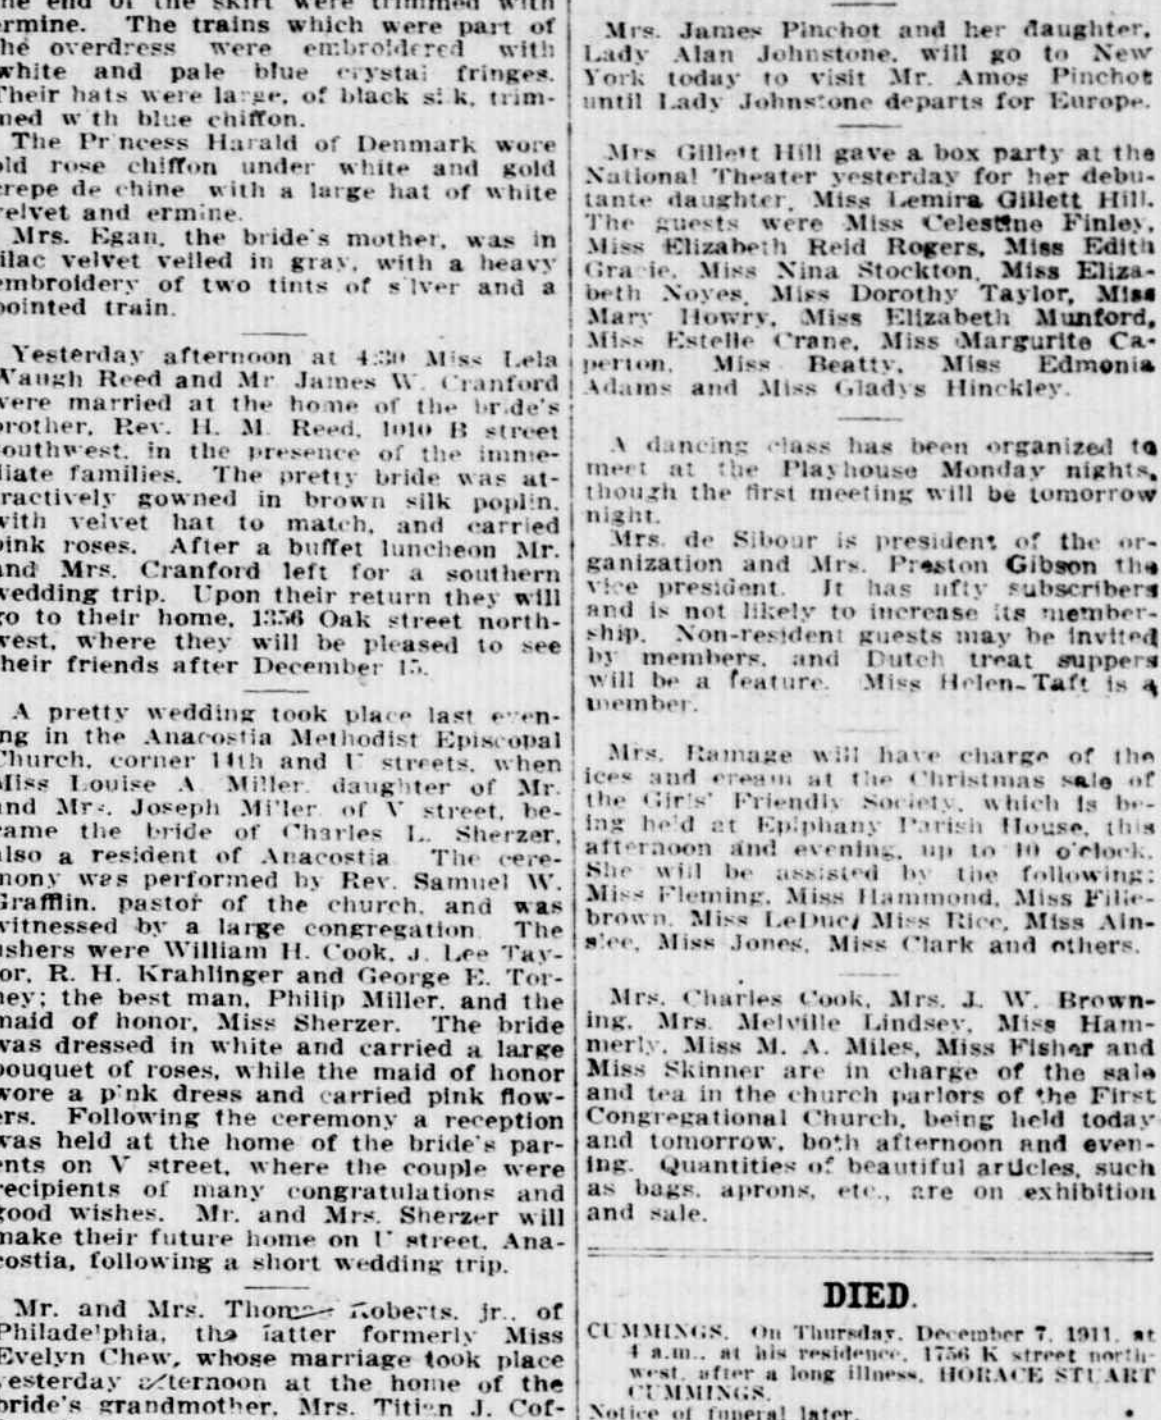 the end of the skirt were trimmed with
ermine. The trains which were part of
the overdress were embroidered with
white and pale blue crystal fringes.
Their hats were large, of black silk, trim-
med with blue chiffon.
The Princess Harald of Denmark wore
old rose chiffon under white and gold
crepe de chine with a large hat of white
velvet and ermine.
Mrs. Egan, the bride's mother, was in
lilac velvet veiled in gray, with a heavy
embroidery of two tints of silver and a
pointed train.
Yesterday afternoon at 4:30 Miss Lela
Waugh Reed and Mr James W. Cranford
were married at the home of the bride's
brother, Rev. H. M. Reed, 1010 B street
southwest, in the presence of the imme-
diate families. The pretty bride was at-
tractively gowned in brown silk poplin,
with velvet hat to match, and carried
pink roses. After a buffet luncheon Mr.
and Mrs. Cranford left for a southern
wedding trip. Upon their return they will
go to their home, 1356 Oak street north-
west, where they will be pleased to see
their friends after December 15.
A pretty wedding took place last even-
ing in the Anacostia Methodist Episcopal
Church, corner 14th and U streets, when
Miss Louise A Miller, daughter of Mr.
and Mrs. Joseph Miller of V street, be-
came the bride of Charles L. Sherzer,
also a resident of Anacostia The cere-
mony was performed by Rev. Samuel W.
Grafflin, pastor of the church, and was
witnessed by a large congregation The
ushers were William H. Cook, J. Lee Tay-
lor, R. H. Krahlinger and George E. Tor-
ney; the best man, Philip Miller, and the
maid of honor, Miss Sherzer. The bride
was dressed in white and carried a large
bouquet of roses, while the maid of honor
wore a pink dress and carried pink flow-
ers. Following the ceremony a reception
was held at the home of the bride's par-
ents on V street, where the couple were
recipients of many congratulations and
good wishes. Mr. and Mrs. Sherzer will
make their future home on U street, Ana-
costia, following a short wedding trip.
Mr. and Mrs. Thomas Roberts, jr., of
Philadelphia, the latter formerly Miss
Evelyn Chew, whose marriage took place
yesterday afternoon at the home of the
bride's grandmother, Mrs. Titian J. Cof-
Mrs. James Pinchot and her daughter,
Lady Alan Johnstone, will go to New
York today to visit Mr. Amos Pinchot
until Lady Johnstone departs for Europe.
Mrs Gillett Hill gave a box party at the
National Theater yesterday for her debu-
tante daughter, Miss Lemira Gillett Hill.
The guests were Miss Celestine Finley,
Miss Elizabeth Reid Rogers, Miss Edith
Gracie, Miss Nina Stockton, Miss Eliza-
beth Noyes, Miss Dorothy Taylor, Miss
Mary Howry, Miss Elizabeth Munford,
Miss Estelle Crane, Miss Margurite Ca-
perton, Miss Beatty, Miss Edmonia
Adams and Miss Gladys Hinckley.
A dancing class has been organized to
meet at the Playhouse Monday nights,
though the first meeting will be tomorrow
night.
Mrs. de Sibour is president of the or-
ganization and Mrs. Preston Gibson the
vice president. It has fifty subscribers
and is not likely to increase its member-
ship. Non-resident guests may be invited
by members, and Dutch treat suppers
will be a feature. Miss Helen Taft is a
member.
Mrs. Ramage will have charge of the
ices and cream at the Christmas sale of
the Girls' Friendly Society, which is be-
ing held at Epiphany Parish House, this
afternoon and evening, up to 10 o'clock.
She will be assisted by the following:
Miss Fleming, Miss Hammond, Miss Fille-
brown, Miss LeDuc, Miss Rice, Miss Ain-
slee, Miss Jones, Miss Clark and others.
Mrs. Charles Cook, Mrs. J. W. Brown-
ing, Mrs. Melville Lindsey, Miss Ham-
merly, Miss M. A. Miles, Miss Fisher and
Miss Skinner are in charge of the sale
and tea in the church parlors of the First
Congregational Church, being held today
and tomorrow, both afternoon and even-
ing. Quantities of beautiful articles, such
as bags, aprons, etc., are on exhibition
and sale.
DIED.
CUMMINGS. On Thursday, December 7, 1911, at
4 a.m., at his residence, 1756 K street north-
west, after a long illness, HORACE STUART
CUMMINGS.
Notice of funeral later.